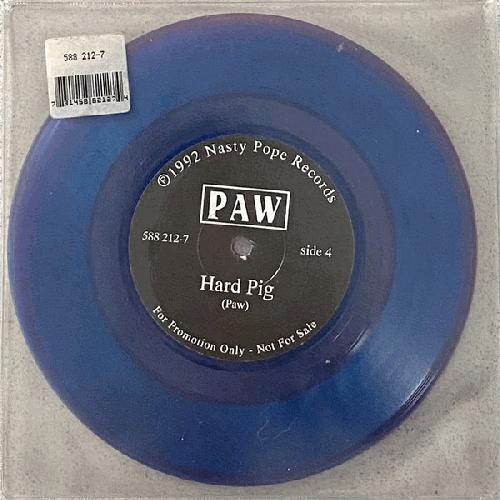 588 212-7
℗1992 Nasty Pope Records
PAW
588 212-7
side 4
Hard Pig
(Paw)
For Promotion Only - Not For Sale